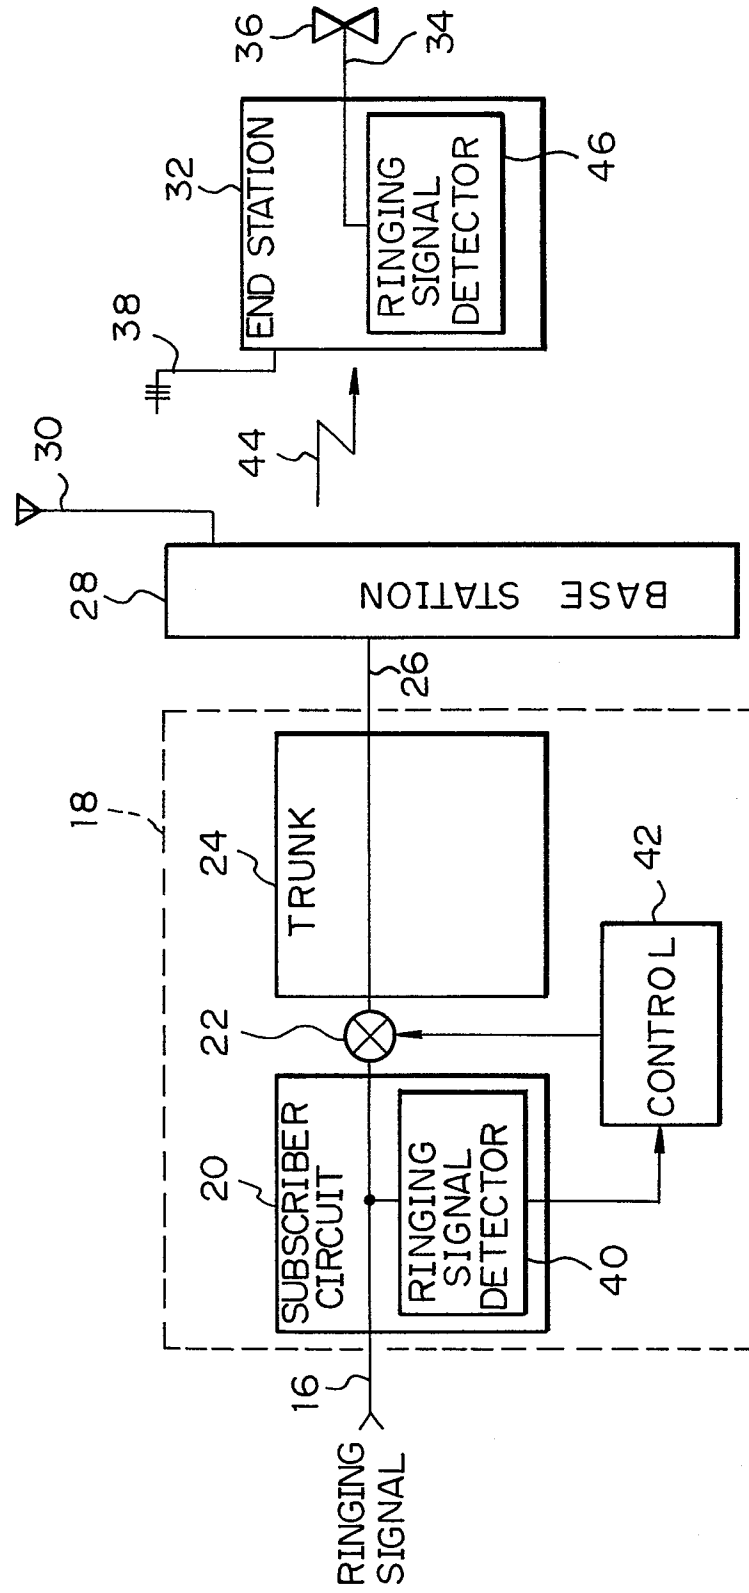 RINGING
SIGNAL
16
18
20
SUBSCRIBER
CIRCUIT
RINGING
SIGNAL
DETECTOR
40
22
24
TRUNK
CONTROL
42
26
28
BASE STATION
30
44
38
32
END STATION
RINGING
SIGNAL
DETECTOR
46
36
34